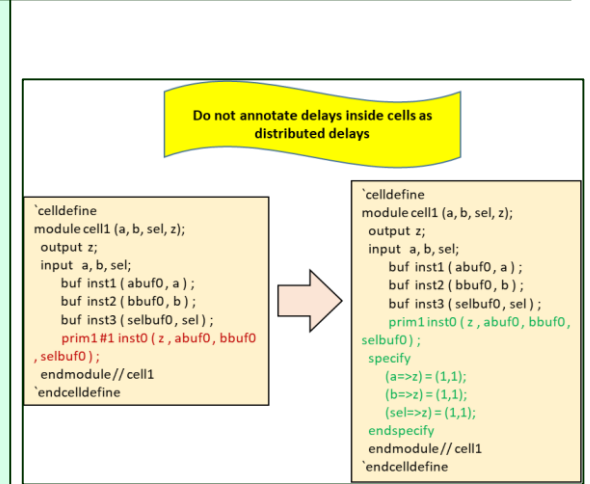 Do not annotate delays inside cells as
distributed delays
`celldefine
module cell1 (a, b, sel, z);
output z;
input a, b, sel;
buf inst1 ( abuf0 , a ) ;
buf inst2 ( bbuf0 , b ) ;
buf inst3 ( selbuf0 , sel ) ;
prim1 #1 inst0 ( z , abuf0, bbuf0
, selbuf0 ) ;
endmodule // cell1
`endcelldefine
`celldefine
module cell1 (a, b, sel, z);
output z;
input a, b, sel;
buf inst1 ( abuf0 , a ) ;
buf inst2 ( bbuf0 , b ) ;
buf inst3 ( selbuf0 , sel ) ;
prim1 inst0 ( z , abuf0, bbuf0 ,
selbuf0 ) ;
specify
(a=>z) = (1,1);
(b=>z) = (1,1);
(sel=>z) = (1,1);
endspecify
endmodule // cell1
`endcelldefine